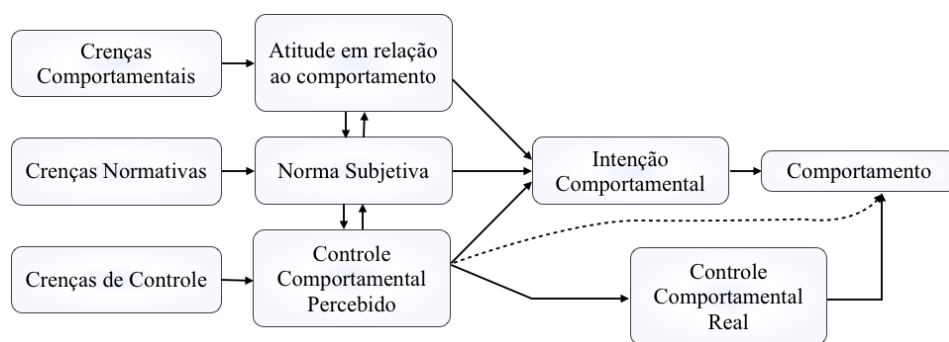 Crenças
Comportamentais
Atitude em relação
ao comportamento
Crenças Normativas
Norma Subjetiva
Intenção
Comportamental
Comportamento
Crenças de Controle
Controle
Comportamental
Percebido
Controle
Comportamental
Real